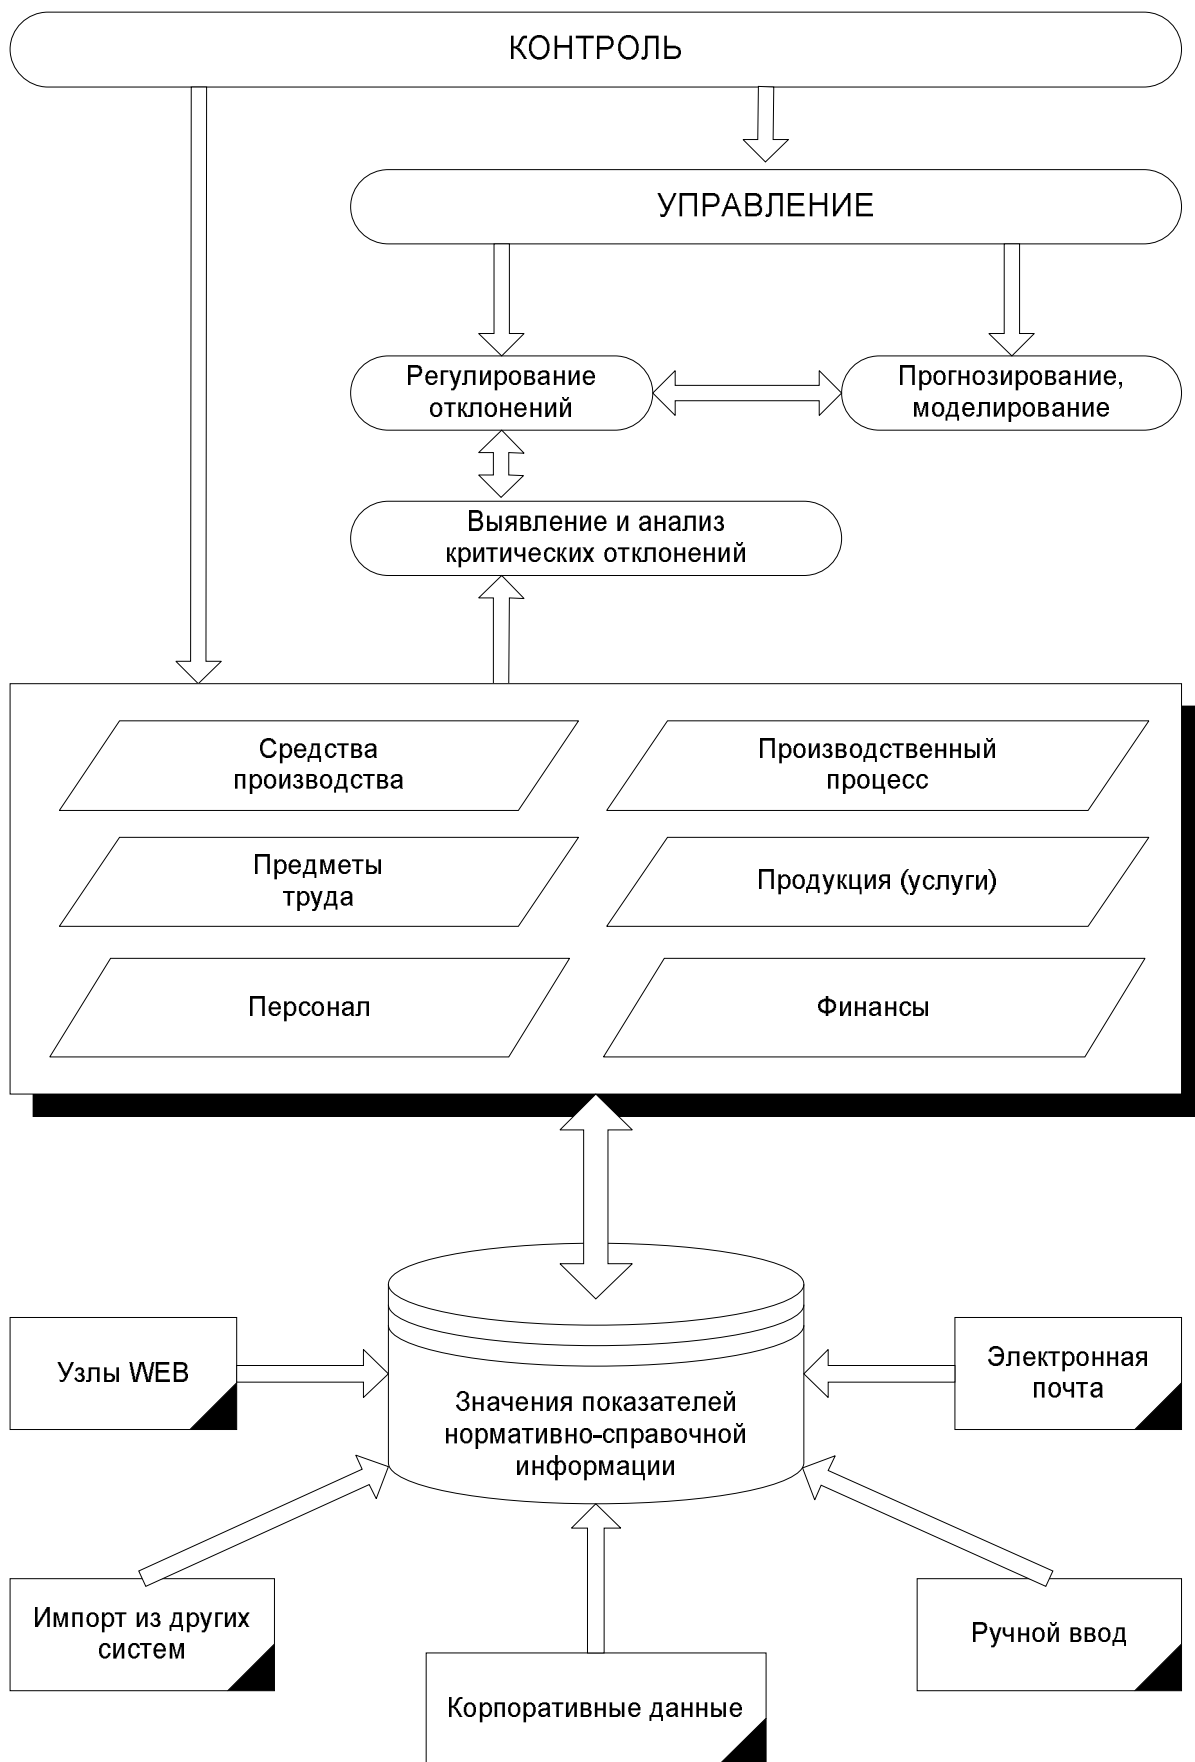 КОНТРОЛЬ
УПРАВЛЕНИЕ
Регулирование
отклонений
Прогнозирование,
моделирование
Выявление и анализ
критических отклонений
Средства
производства
Производственный
процесс
Предметы
труда
Продукция (услуги)
Персонал
Финансы
Узлы WEB
Электронная
почта
Значения показателей
нормативно-справочной
информации
Импорт из других
систем
Ручной ввод
Корпоративные данные